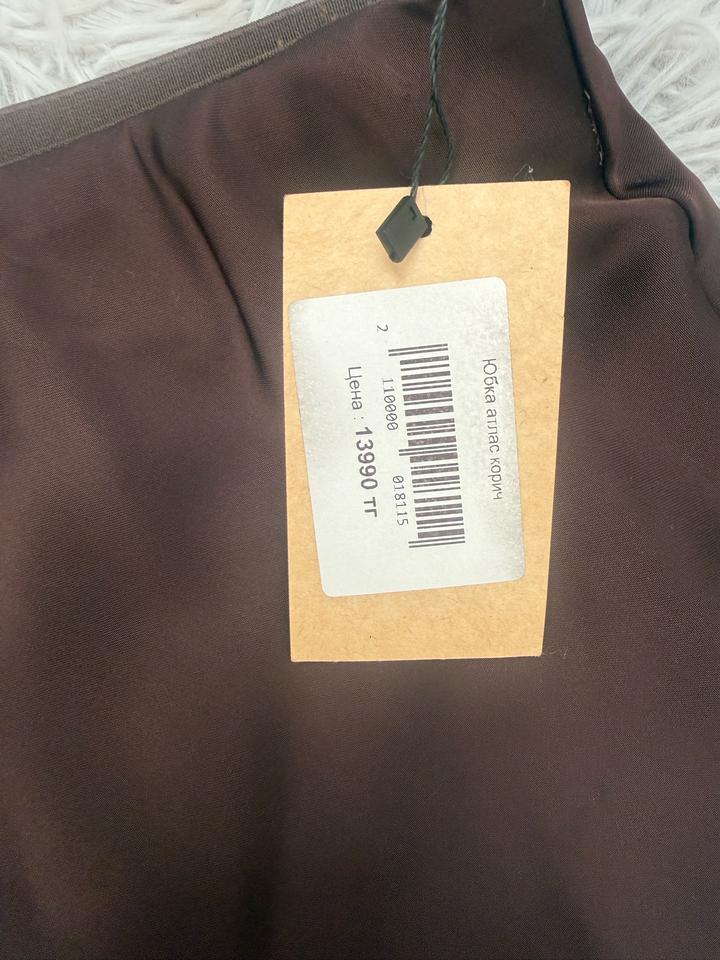 Юбка атлас корич
2 110000 018115
Цена : 13990 тг